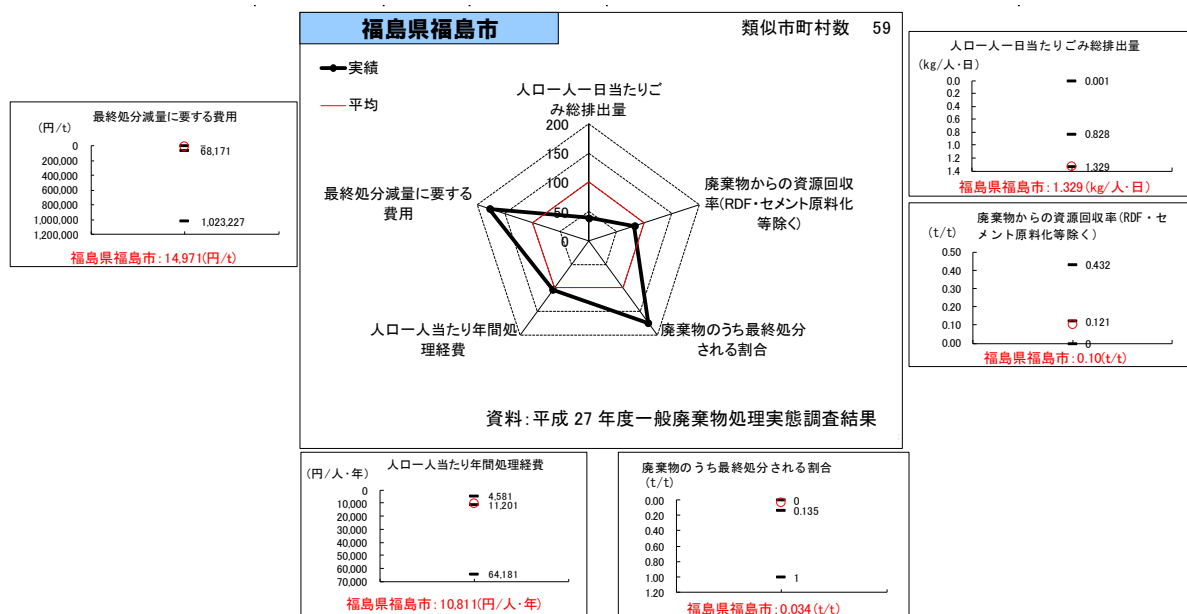 福島県福島市
類似市町村数 59
実績
平均
人口一人一日当たりご
み総排出量
廃棄物からの資源回収
率(RDF・セメント原料化
等除く)
廃棄物のうち最終処分
される割合
人口一人当たり年間処
理経費
最終処分減量に要する
費用
200
150
100
50
0
資料:平成 27 年度一般廃棄物処理実態調査結果
最終処分減量に要する費用
(円/t)
0
200,000
400,000
600,000
800,000
1,000,000
1,200,000
68,171
1,023,227
福島県福島市:14,971(円/t)
人口一人一日当たりごみ総排出量
(kg/人・日)
0.0
0.2
0.4
0.6
0.8
1.0
1.2
1.4
0.001
0.828
1.329
福島県福島市:1.329(kg/人・日)
廃棄物からの資源回収率(RDF・セ
メント原料化等除く)
(t/t)
0.50
0.40
0.30
0.20
0.10
0.00
0.432
0.121
0
福島県福島市:0.10(t/t)
人口一人当たり年間処理経費
(円/人・年)
0
10,000
20,000
30,000
40,000
50,000
60,000
70,000
4,581
11,201
64,181
福島県福島市:10,811(円/人・年)
廃棄物のうち最終処分される割合
(t/t)
0.00
0.20
0.40
0.60
0.80
1.00
1.20
0
0.135
1
福島県福島市:0.034(t/t)